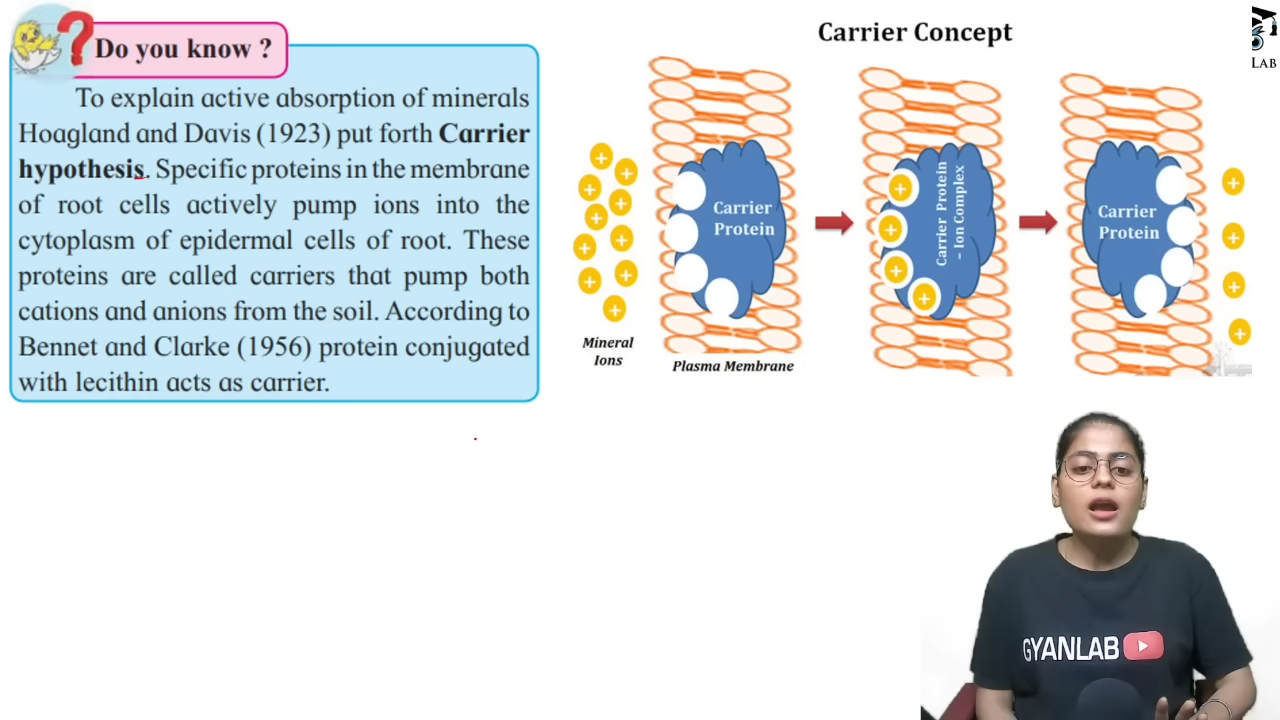 Do you know ?
To explain active absorption of minerals
Hoagland and Davis (1923) put forth Carrier
hypothesis. Specific proteins in the membrane
of root cells actively pump ions into the
cytoplasm of epidermal cells of root. These
proteins are called carriers that pump both
cations and anions from the soil. According to
Bennet and Clarke (1956) protein conjugated
with lecithin acts as carrier.
Carrier Concept
Mineral
Ions
Carrier
Protein
Plasma Membrane
Carrier Protein
– Ion Complex
Carrier
Protein
LAB
GYANLAB